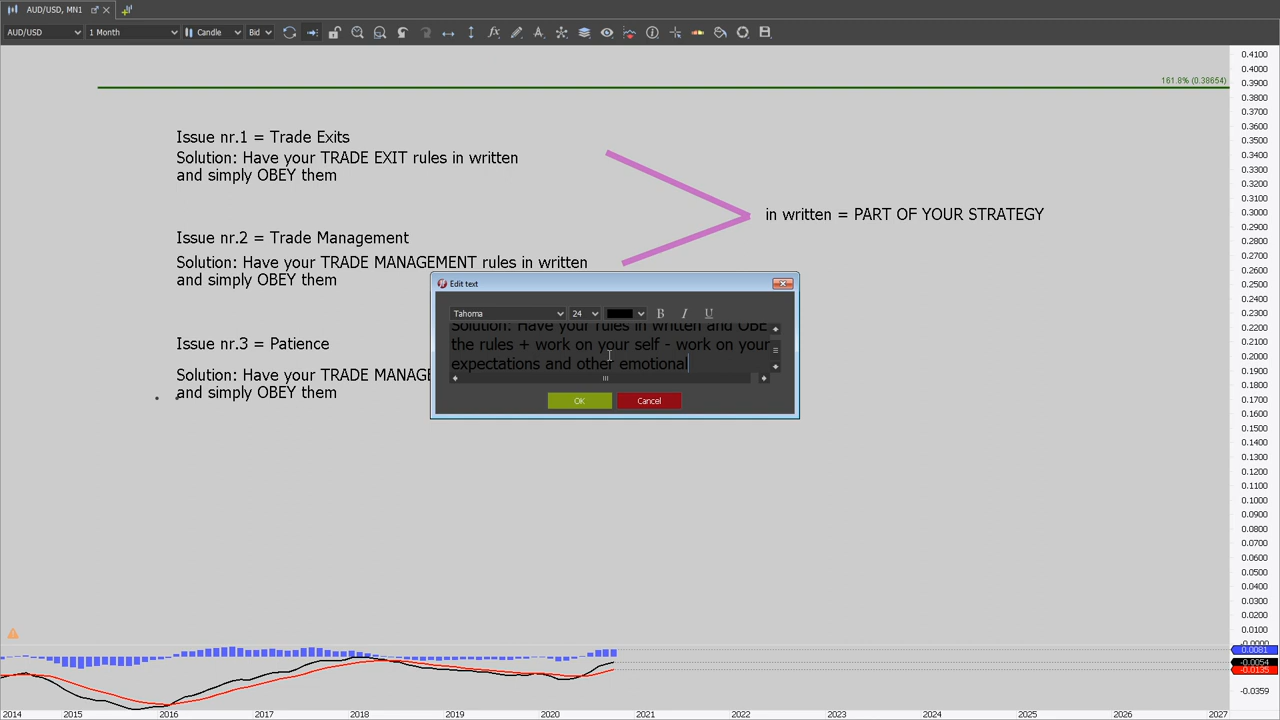 AUD/USD, MN1
AUD/USD 1 Month Candle Bid
161.8% (0.38654)
Issue nr.1 = Trade Exits
Solution: Have your TRADE EXIT rules in written
and simply OBEY them
in written = PART OF YOUR STRATEGY
Issue nr.2 = Trade Management
Solution: Have your TRADE MANAGEMENT rules in written
and simply OBEY them
Issue nr.3 = Patience
Solution: Have your TRADE MANAGE
and simply OBEY them
Edit text
Tahoma 24 B I U
Solution: Have your rules in written and OBE
the rules + work on your self - work on your
expectations and other emotional
OK Cancel
0.4100
0.4000
0.3900
0.3800
0.3700
0.3600
0.3500
0.3400
0.3300
0.3200
0.3100
0.3000
0.2900
0.2800
0.2700
0.2600
0.2500
0.2400
0.2300
0.2200
0.2100
0.2000
0.1900
0.1800
0.1700
0.1600
0.1500
0.1400
0.1300
0.1200
0.1100
0.1000
0.0900
0.0800
0.0700
0.0600
0.0500
0.0400
0.0300
0.0200
0.0100
0.0081
-0.0054
-0.0135
-0.0359
2014 2015 2016 2017 2018 2019 2020 2021 2022 2023 2024 2025 2026 2027